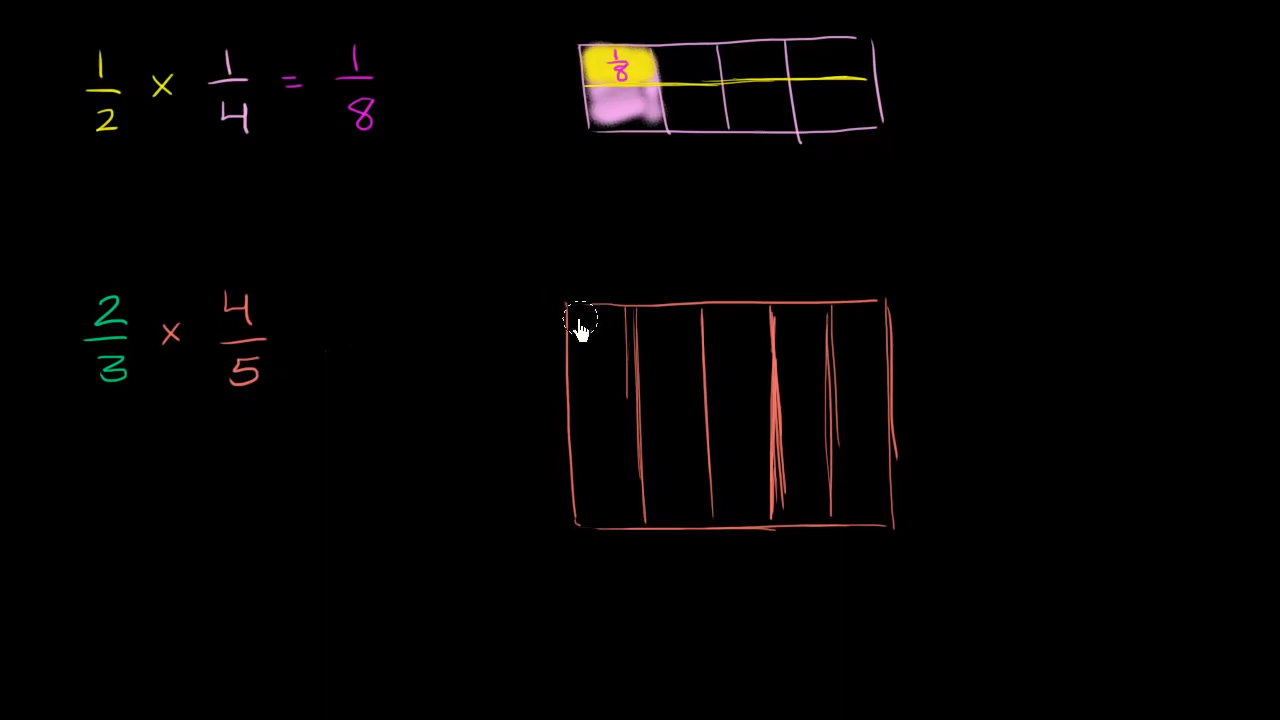 1/2 × 1/4 = 1/8
1/8
2/3 × 4/5